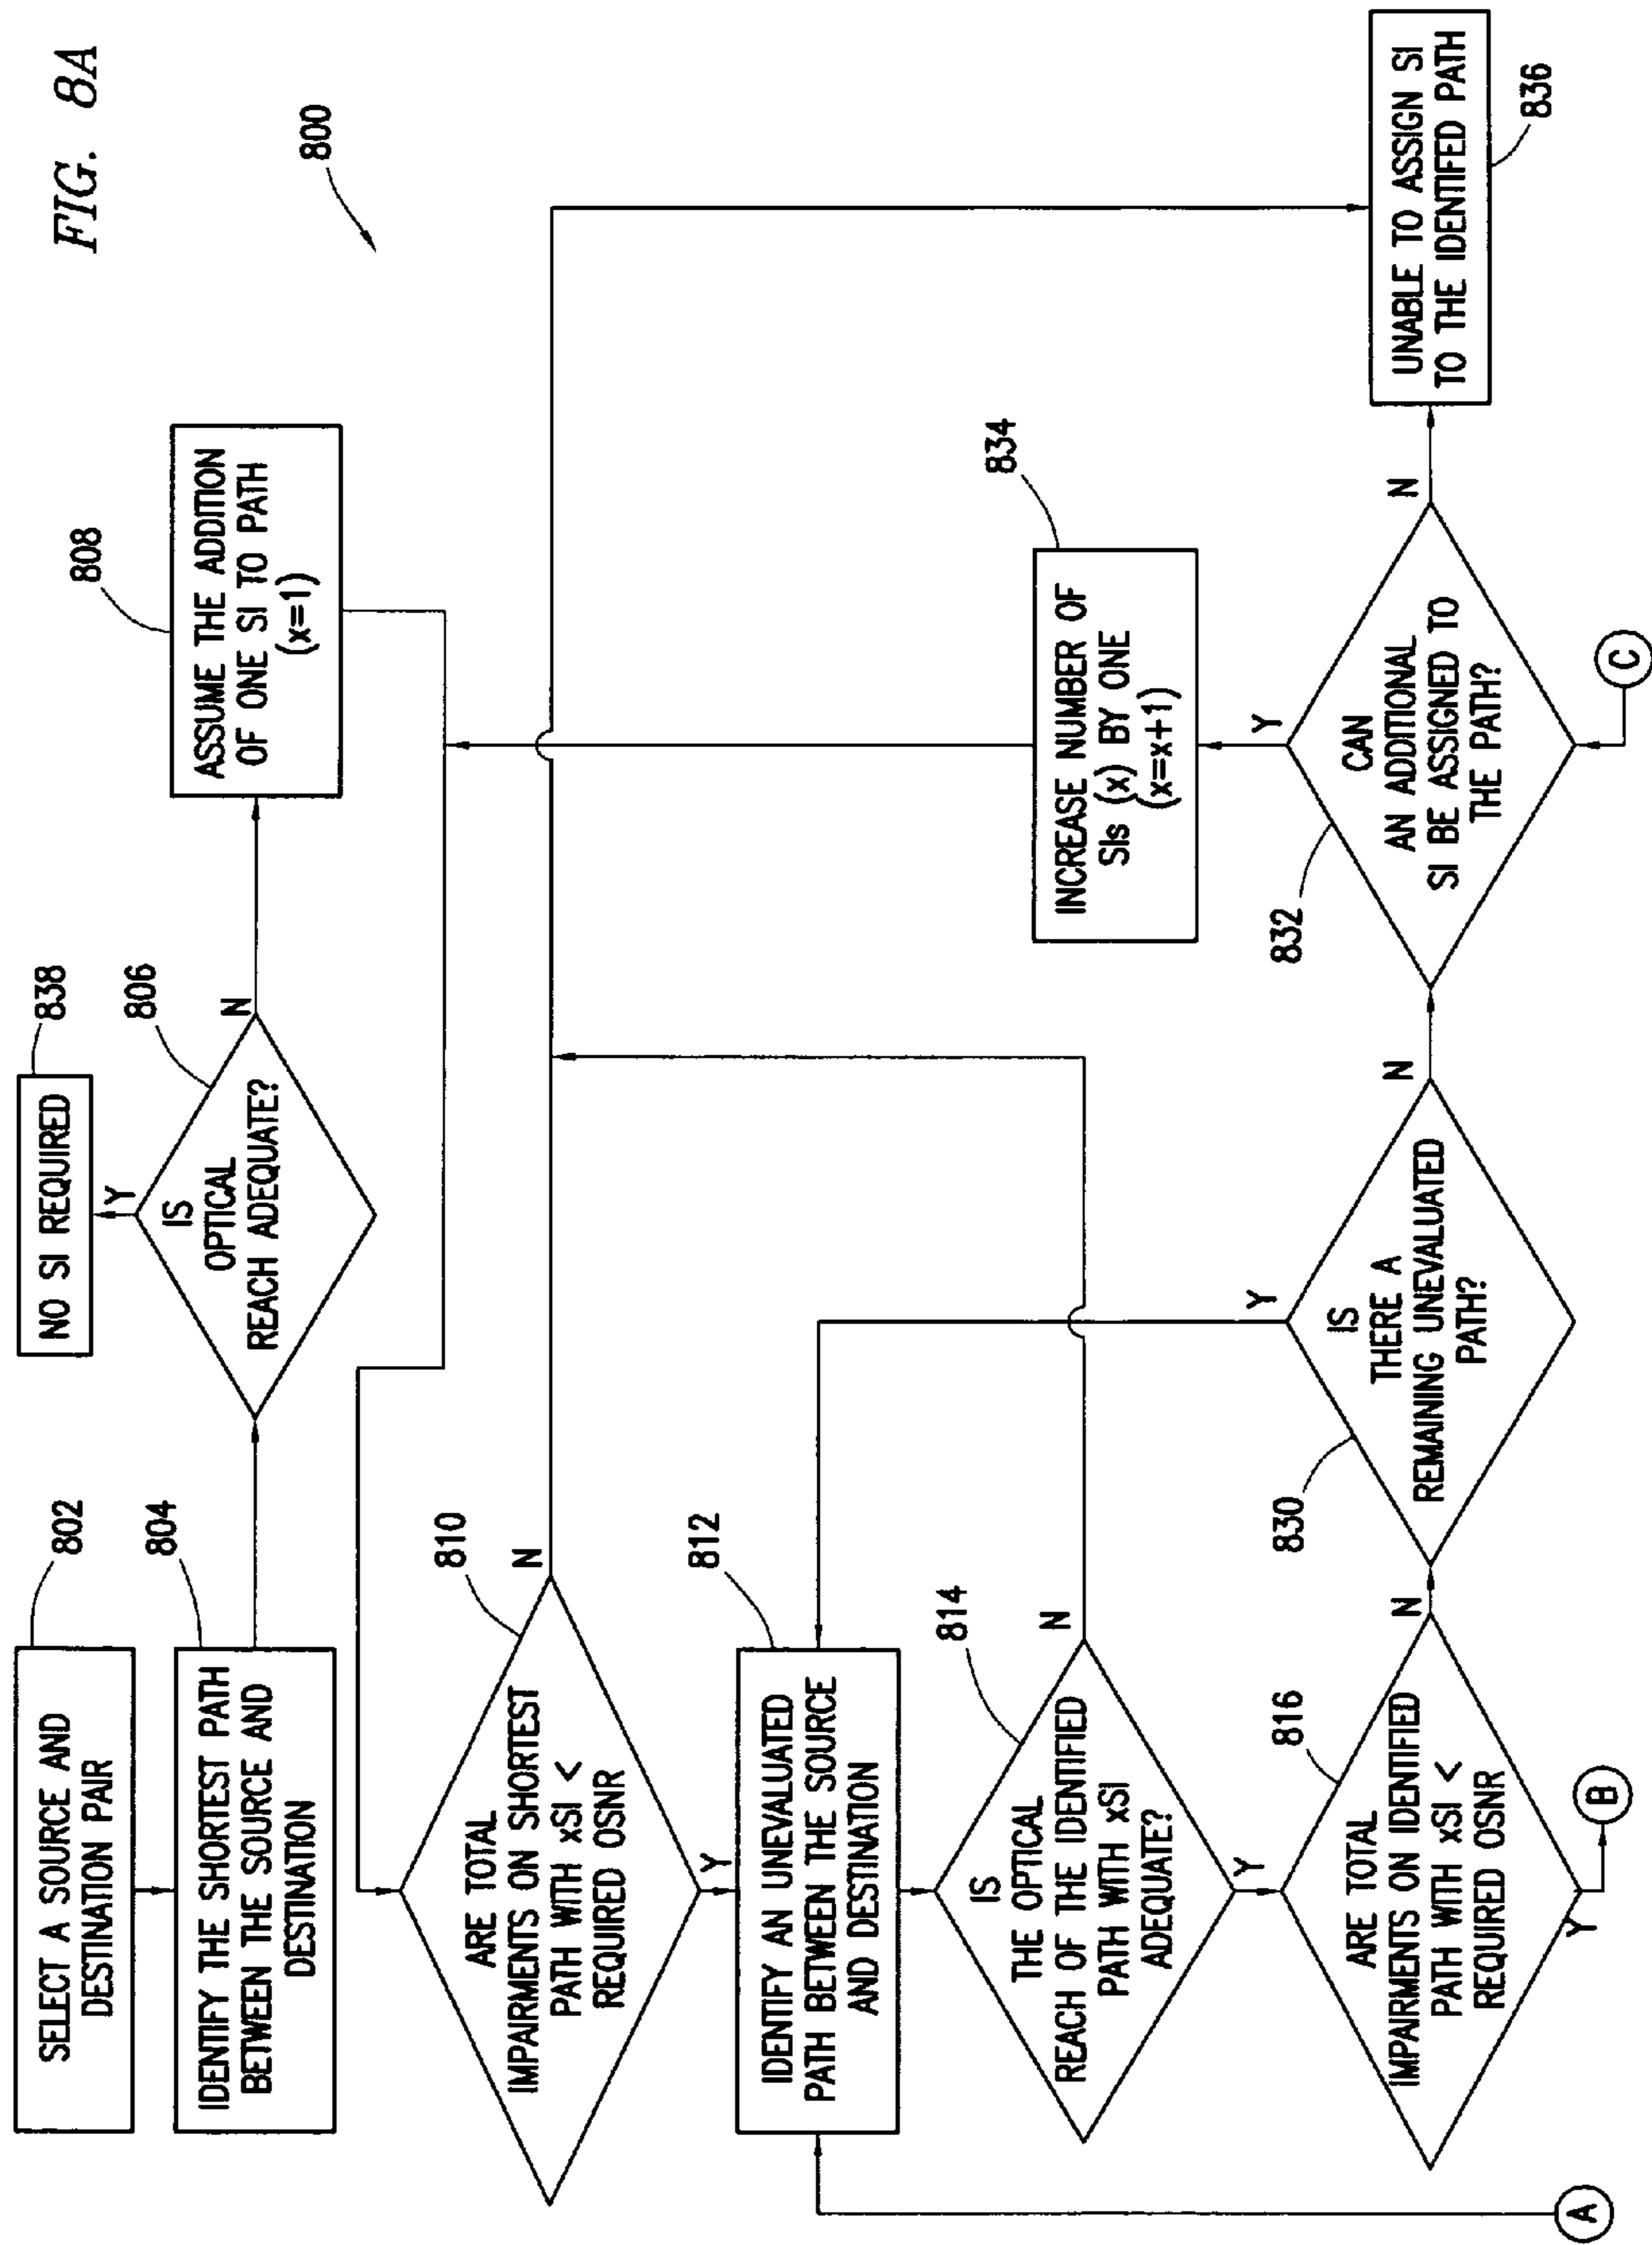 FIG. 8A
800
802
SELECT A SOURCE AND
DESTINATION PAIR
804
IDENTIFY THE SHORTEST PATH
BETWEEN THE SOURCE AND
DESTINATION
838
NO SI REQUIRED
806
Y
IS
OPTICAL
REACH ADEQUATE?
N
808
ASSUME THE ADDITION
OF ONE SI TO PATH
(x=1)
810
ARE TOTAL
IMPAIRMENTS ON SHORTEST
PATH WITH xSI <
REQUIRED OSNR
N
Y
812
IDENTIFY AN UNEVALUATED
PATH BETWEEN THE SOURCE
AND DESTINATION
814
IS
THE OPTICAL
REACH OF THE IDENTIFIED
PATH WITH xSI
ADEQUATE?
N
Y
816
ARE TOTAL
IMPAIRMENTS ON IDENTIFIED
PATH WITH xSI <
REQUIRED OSNR
N
Y
830
IS
THERE A
REMAINING UNEVALUATED
PATH?
Y
N
832
CAN
AN ADDITIONAL
SI BE ASSIGNED TO
THE PATH?
Y
N
834
INCREASE NUMBER OF
SIs (x) BY ONE
(x=x+1)
UNABLE TO ASSIGN SI
TO THE IDENTIFED PATH
836
A
B
C